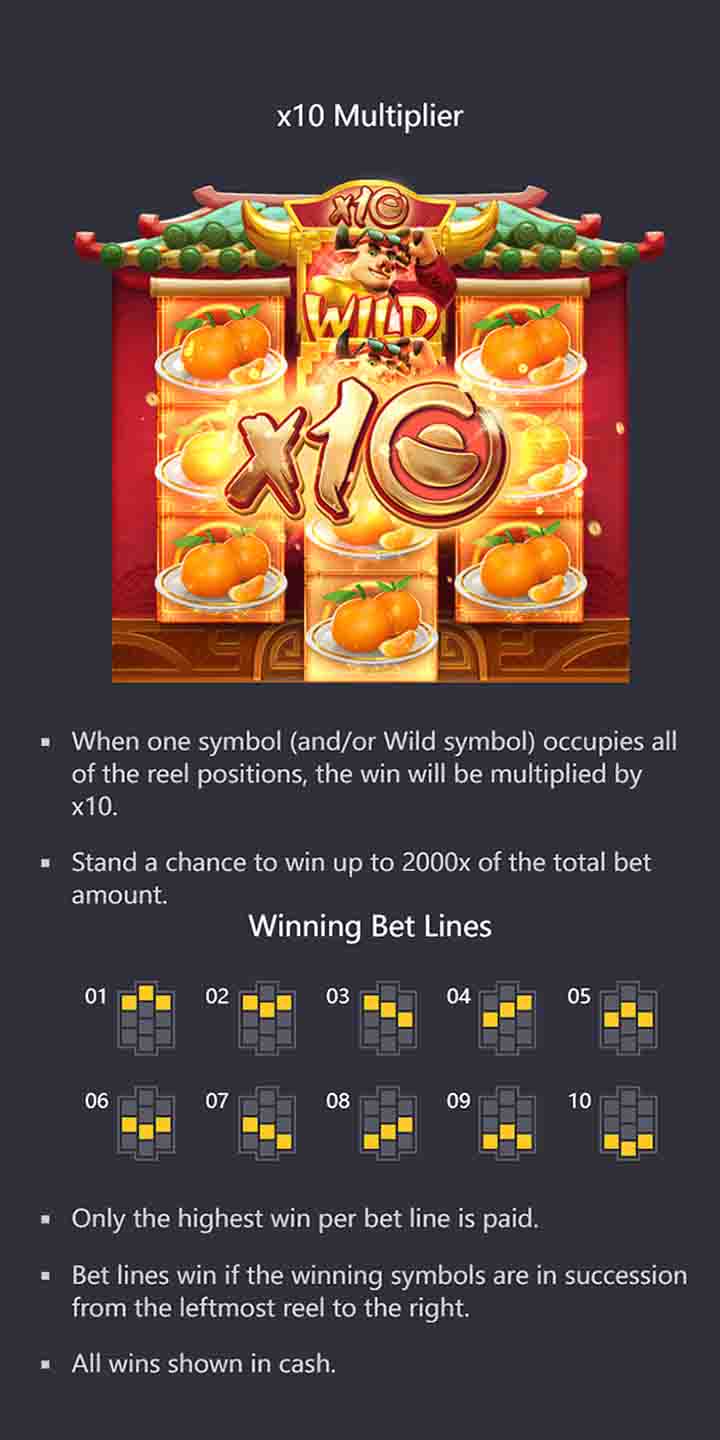 x10 Multiplier
x10
WILD
x10
▪ When one symbol (and/or Wild symbol) occupies all
of the reel positions, the win will be multiplied by
x10.
▪ Stand a chance to win up to 2000x of the total bet
amount.
Winning Bet Lines
01 02 03 04 05
06 07 08 09 10
▪ Only the highest win per bet line is paid.
▪ Bet lines win if the winning symbols are in succession
from the leftmost reel to the right.
▪ All wins shown in cash.